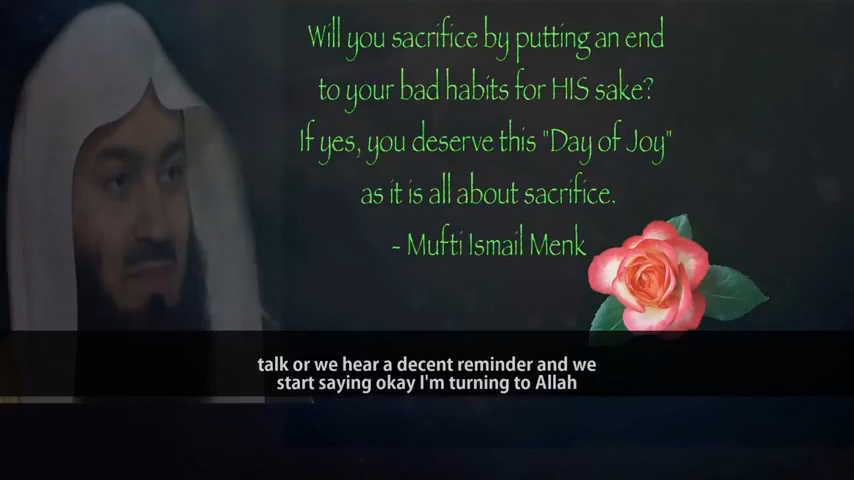 Will you sacrifice by putting an end
to your bad habits for HIS sake?
If yes, you deserve this "Day of Joy"
as it is all about sacrifice.
- Mufti Ismail Menk
talk or we hear a decent reminder and we
start saying okay I'm turning to Allah